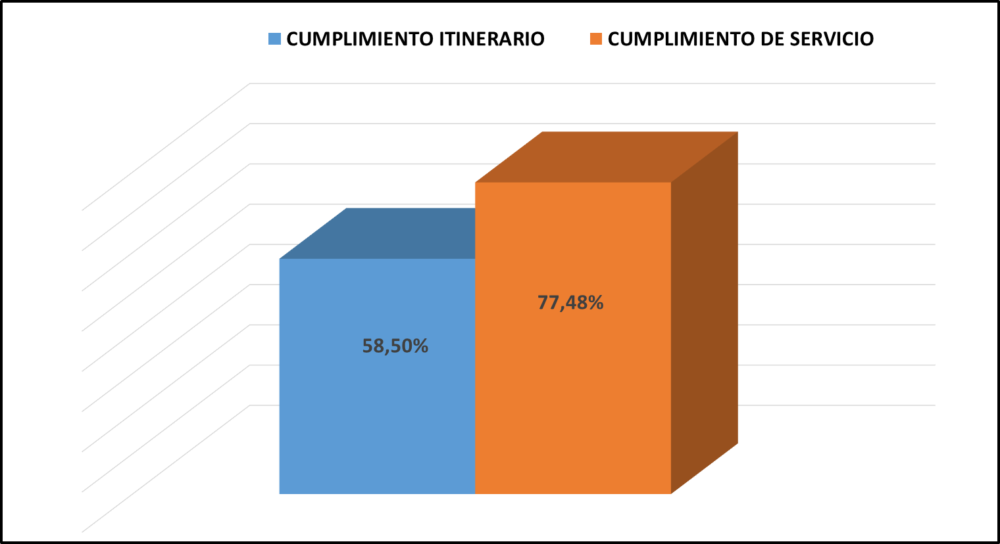 CUMPLIMIENTO ITINERARIO CUMPLIMIENTO DE SERVICIO
77,48%
58,50%